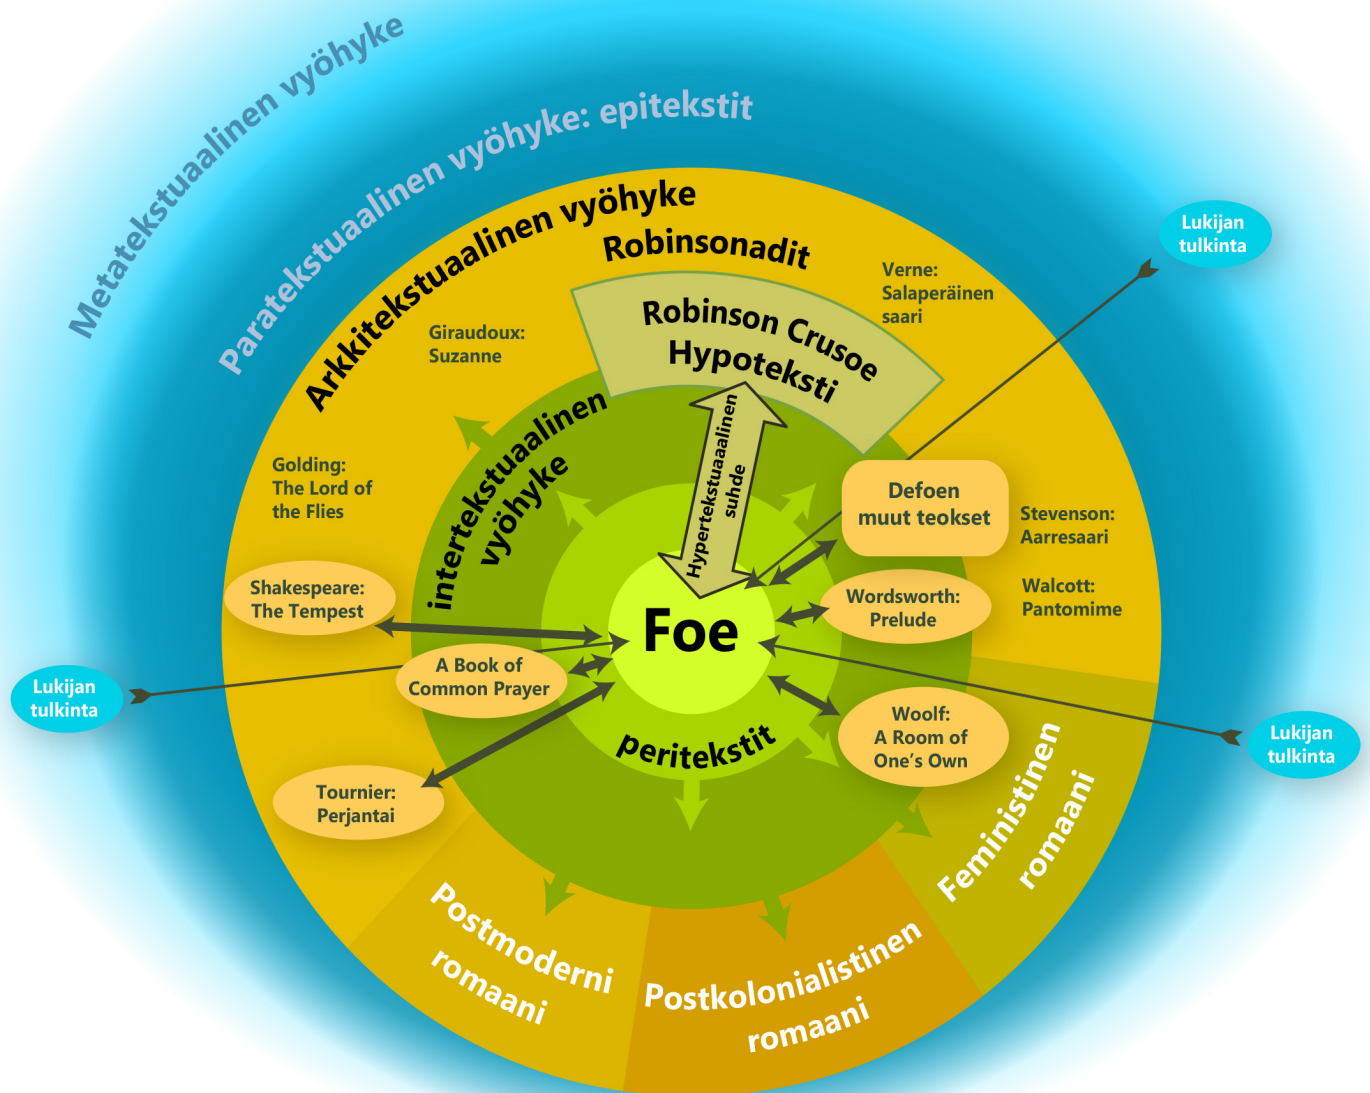 Metatekstuaalinen vyöhyke
Paratekstuaalinen vyöhyke: epitekstit
Arkkitekstuaalinen vyöhyke
Robinsonadit
Robinson Crusoe
Hypoteksti
Verne:
Salaperäinen
saari
Lukijan
tulkinta
Giraudoux:
Suzanne
Hypertekstuaaalinen
suhde
intertekstuaalinen
vyöhyke
Golding:
The Lord of
the Flies
Defoen
muut teokset
Stevenson:
Aarresaari
Shakespeare:
The Tempest
Wordsworth:
Prelude
Walcott:
Pantomime
Foe
A Book of
Common Prayer
Lukijan
tulkinta
Woolf:
A Room of
One's Own
Lukijan
tulkinta
peritekstit
Tournier:
Perjantai
Feministinen
romaani
Postmoderni
romaani
Postkolonialistinen
romaani